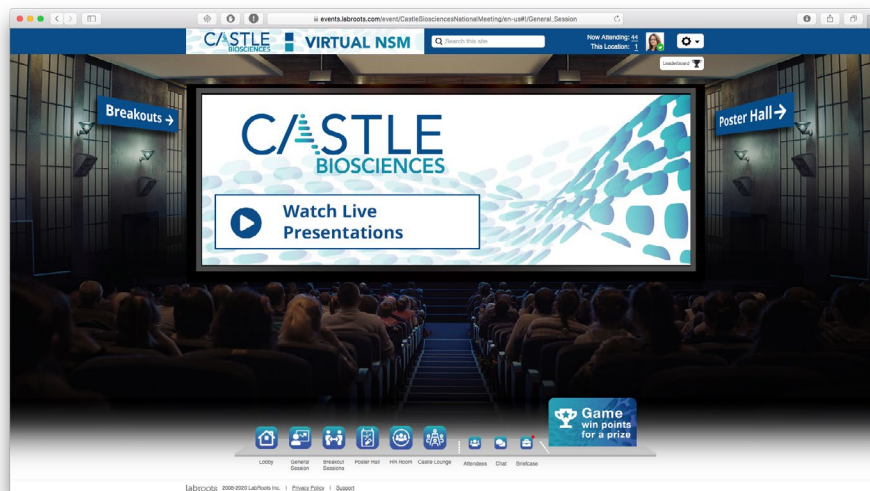 events.labroots.com/event/CastleBiosciencesNationalMeeting/en-us#!/General_Session
CASTLE
BIOSCIENCES
VIRTUAL NSM
Search this site
Now Attending: 44
This Location: 1
Leaderboard
Breakouts →
Poster Hall →
CASTLE
BIOSCIENCES
Watch Live
Presentations
Game
win points
for a prize
Lobby
General
Session
Breakout
Sessions
Poster Hall
HR Room
Castle Lounge
Attendees
Chat
Briefcase
labroots 2008-2020 LabRoots Inc. | Privacy Policy | Support